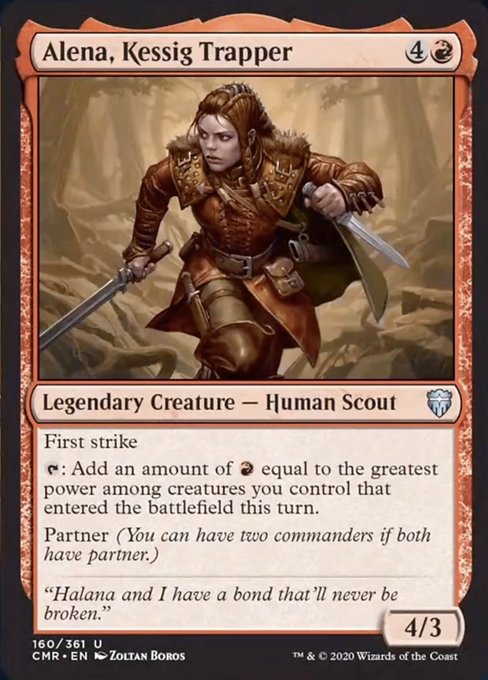 Alena, Kessig Trapper 4
Legendary Creature — Human Scout
First strike
: Add an amount of equal to the greatest
power among creatures you control that
entered the battlefield this turn.
Partner (You can have two commanders if both
have partner.)
"Halana and I have a bond that'll never be
broken."
4/3
160/361 U
CMR • EN Zoltan Boros
™ & © 2020 Wizards of the Coast